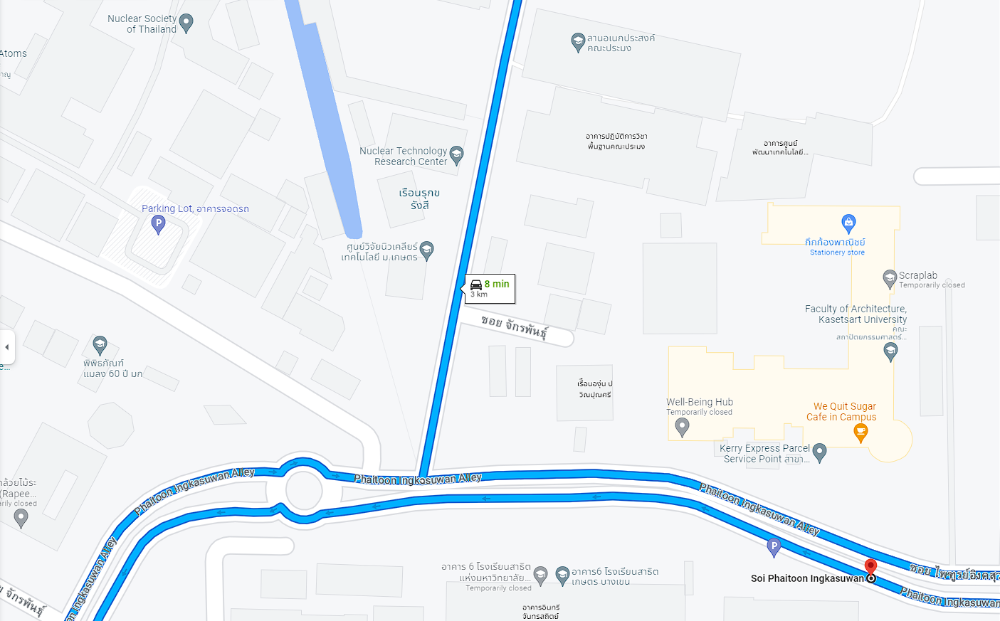 Nuclear Society
of Thailand
Atoms
ลานอเนกประสงค์
คณะประมง
อาคารปฏิบัติการวิชา
พื้นฐานคณะประมง
อาคารศูนย์
พัฒนาเทคโนโลยี...
Nuclear Technology
Research Center
เรือนรุกข
รังสี
Parking Lot, อาคารจอดรถ
P
ศูนย์วิจัยนิวเคลียร์
เทคโนโลยี ม.เกษตร
กึกก้องพาณิชย์
Stationery store
8 min
3 km
Scraplab
Temporarily closed
ซอย จักรพันธุ์
Faculty of Architecture,
Kasetsart University
คณะ
สถาปัตยกรรมศาสตร์...
พิพิธภัณฑ์
แมลง 60 ปี มก
เรือนองุ่น ป
วิณปุณศรี
Well-Being Hub
Temporarily closed
We Quit Sugar
Cafe in Campus
Kerry Express Parcel
Service Point สาขา...
Phaitoon Ingkasuwan Alley
Phaitoon Ingkasuwan Alley
Phaitoon Ingkasuwan Alley
กล้วยไม้ระ
(Rapee...
arily closed
on Ingkasuwan Alley
P
Soi Phaitoon Ingkasuwan
ซอย ไพฑูรย์อิงคสุว
Phaitoon Ingkasuwan
อาคาร 6 โรงเรียนสาธิต
แห่งมหาวิทยาลัย...
Temporarily closed
อาคาร6 โรงเรียนสาธิต
เกษตร บางเขน
จักรพันธุ์
อาคารอินทรี
จันทรสถิตย์